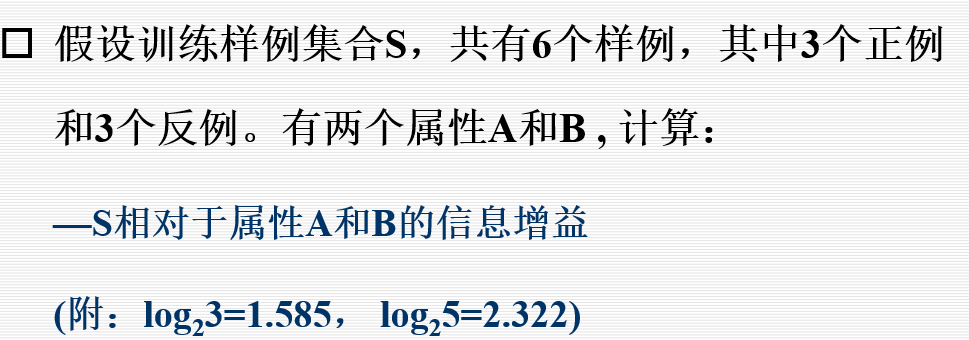 假设训练样例集合S，共有6个样例，其中3个正例
和3个反例。有两个属性A和B , 计算：
—S相对于属性A和B的信息增益
(附：log₂3=1.585， log₂5=2.322)